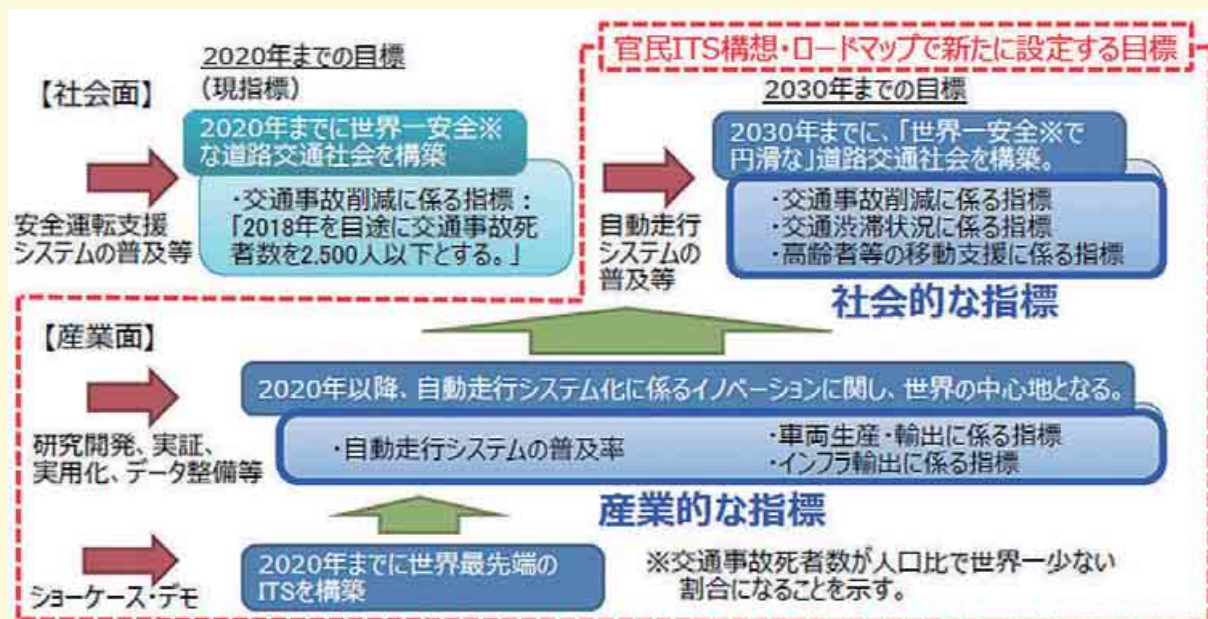 官民ITS構想・ロードマップで新たに設定する目標
【社会面】
2020年までの目標
(現指標)
2020年までに世界一安全※
な道路交通社会を構築
・交通事故削減に係る指標:
「2018年を目途に交通事故死
者数を2.500人以下とする。」
安全運転支援
システムの普及等
2030年までの目標
2030年までに、「世界一安全※で
円滑な」道路交通社会を構築。
・交通事故削減に係る指標
・交通渋滞状況に係る指標
・高齢者等の移動支援に係る指標
自動走行
システムの
普及等
社会的な指標
【産業面】
2020年以降、自動走行システム化に係るイノベーションに関し、世界の中心地となる。
・自動走行システムの普及率
・車両生産・輸出に係る指標
・インフラ輸出に係る指標
研究開発、実証、
実用化、データ整備等
産業的な指標
2020年までに世界最先端の
ITSを構築
ショーケース・デモ
※交通事故死者数が人口比で世界一少ない
割合になることを示す。